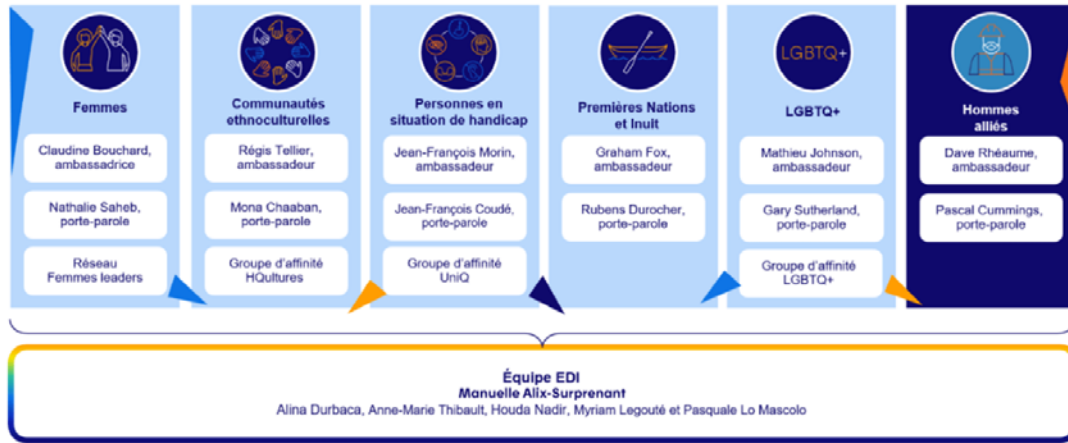 Femmes
Claudine Bouchard,
ambassadrice
Nathalie Saheb,
porte-parole
Réseau
Femmes leaders
Communautés
ethnoculturelles
Régis Tellier,
ambassadeur
Mona Chaaban,
porte-parole
Groupe d'affinité
HQultures
Personnes en
situation de handicap
Jean-François Morin,
ambassadeur
Jean-François Coudé,
porte-parole
Groupe d'affinité
UniQ
Premières Nations
et Inuit
Graham Fox,
ambassadeur
Rubens Durocher,
porte-parole
LGBTQ+
LGBTQ+
Mathieu Johnson,
ambassadeur
Gary Sutherland,
porte-parole
Groupe d'affinité
LGBTQ+
Hommes
alliés
Dave Rhéaume,
ambassadeur
Pascal Cummings,
porte-parole
Équipe EDI
Manuelle Alix-Surprenant
Alina Durbaca, Anne-Marie Thibault, Houda Nadir, Myriam Legouté et Pasquale Lo Mascolo